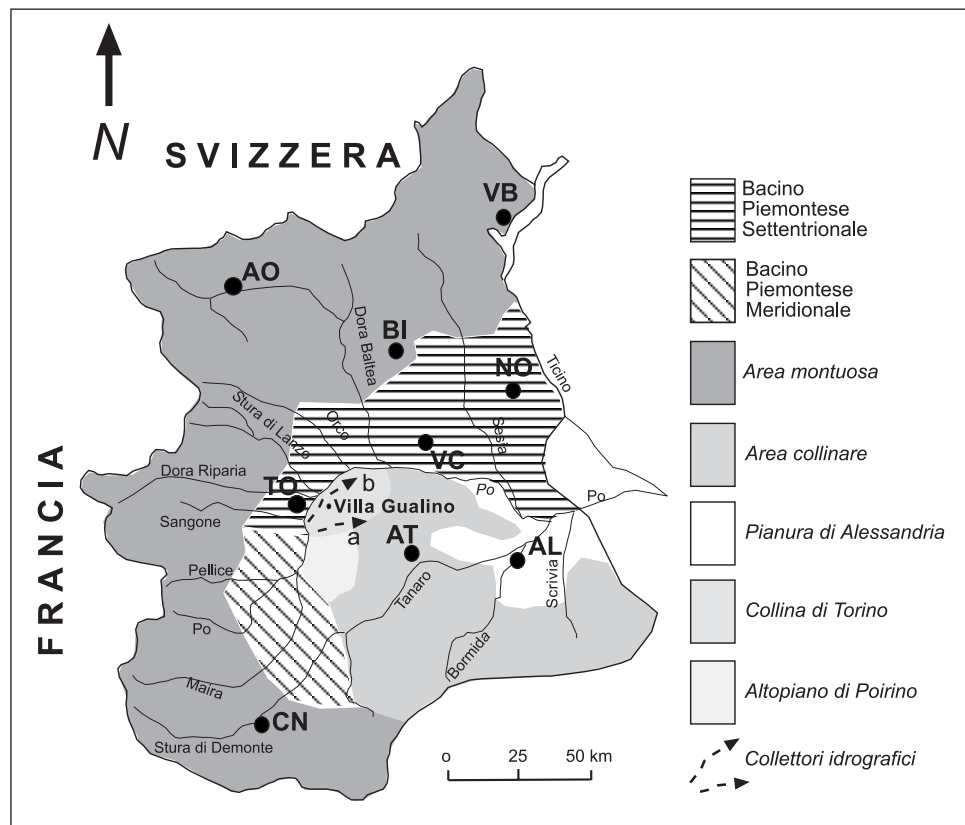 N
SVIZZERA
FRANCIA
VB
AO
BI
NO
VC
TO
AT
AL
CN
Dora Baltea
Ticino
Stura di Lanzo
Orco
Sesia
Dora Riparia
Po
Po
b
Villa Gualino
a
Sangone
Pellice
Tanaro
Scrivia
Po
Bormida
Maira
Stura di Demonte
o 25 50 km
Bacino
Piemontese
Settentrionale
Bacino
Piemontese
Meridionale
Area montuosa
Area collinare
Pianura di Alessandria
Collina di Torino
Altopiano di Poirino
Collettori idrografici